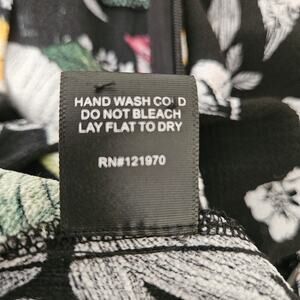 HAND WASH COLD
DO NOT BLEACH
LAY FLAT TO DRY
RN#121970